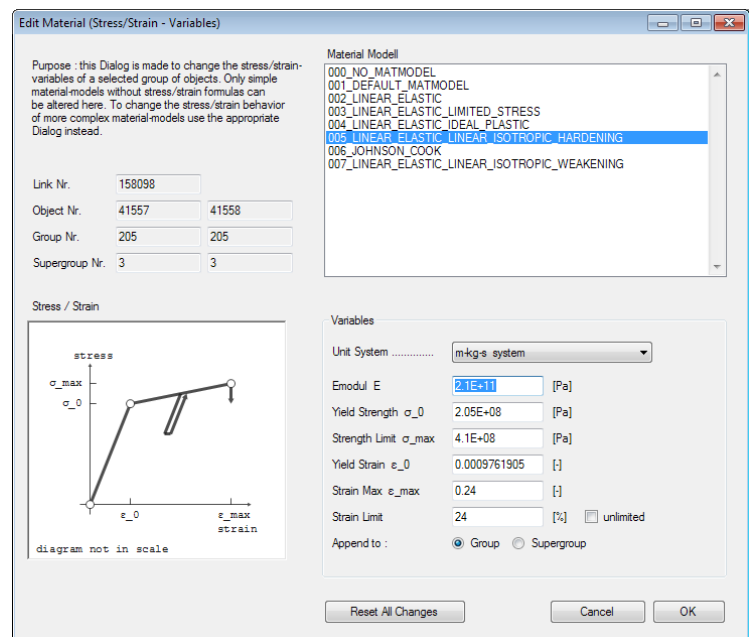 Edit Material (Stress/Strain - Variables)
Purpose : this Dialog is made to change the stress/strain-
variables of a selected group of objects. Only simple
material-models without stress/strain formulas can
be altered here. To change the stress/strain behavior
of more complex material-models use the appropriate
Dialog instead.
Material Modell
000_NO_MATMODEL
001_DEFAULT_MATMODEL
002_LINEAR_ELASTIC
003_LINEAR_ELASTIC_LIMITED_STRESS
004_LINEAR_ELASTIC_IDEAL_PLASTIC
005_LINEAR_ELASTIC_LINEAR_ISOTROPIC_HARDENING
006_JOHNSON_COOK
007_LINEAR_ELASTIC_LINEAR_ISOTROPIC_WEAKENING
Link Nr. 158098
Object Nr. 41557 41558
Group Nr. 205 205
Supergroup Nr. 3 3
Stress / Strain
stress
σ_max
σ_0
ε_0 ε_max
strain
diagram not in scale
Variables
Unit System .............. m-kg-s system
Emodul E 2.1E+11 [Pa]
Yield Strength σ_0 2.05E+08 [Pa]
Strength Limit σ_max 4.1E+08 [Pa]
Yield Strain ε_0 0.0009761905 [-]
Strain Max ε_max 0.24 [-]
Strain Limit 24 [%] unlimited
Append to : Group Supergroup
Reset All Changes Cancel OK